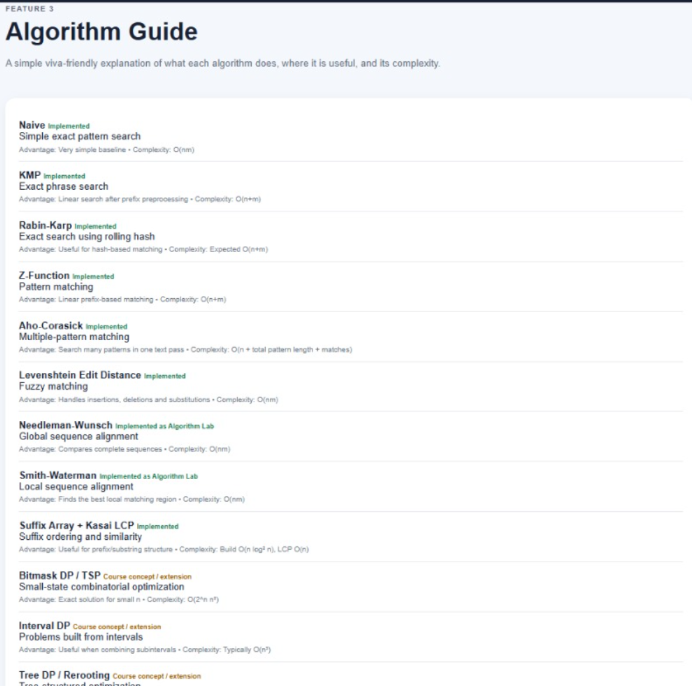 FEATURE 3
Algorithm Guide
A simple viva-friendly explanation of what each algorithm does, where it is useful, and its complexity.
Naive Implemented
Simple exact pattern search
Advantage: Very simple baseline • Complexity: O(nm)
KMP Implemented
Exact phrase search
Advantage: Linear search after prefix preprocessing • Complexity: O(n+m)
Rabin-Karp Implemented
Exact search using rolling hash
Advantage: Useful for hash-based matching • Complexity: Expected O(n+m)
Z-Function Implemented
Pattern matching
Advantage: Linear prefix-based matching • Complexity: O(n+m)
Aho-Corasick Implemented
Multiple-pattern matching
Advantage: Search many patterns in one text pass • Complexity: O(n + total pattern length + matches)
Levenshtein Edit Distance Implemented
Fuzzy matching
Advantage: Handles insertions, deletions and substitutions • Complexity: O(nm)
Needleman-Wunsch Implemented as Algorithm Lab
Global sequence alignment
Advantage: Compares complete sequences • Complexity: O(nm)
Smith-Waterman Implemented as Algorithm Lab
Local sequence alignment
Advantage: Finds the best local matching region • Complexity: O(nm)
Suffix Array + Kasai LCP Implemented
Suffix ordering and similarity
Advantage: Useful for prefix/substring structure • Complexity: Build O(n log² n), LCP O(n)
Bitmask DP / TSP Course concept / extension
Small-state combinatorial optimization
Advantage: Exact solution for small n • Complexity: O(2^n n²)
Interval DP Course concept / extension
Problems built from intervals
Advantage: Useful when combining subintervals • Complexity: Typically O(n³)
Tree DP / Rerooting Course concept / extension
Tree-structured optimization